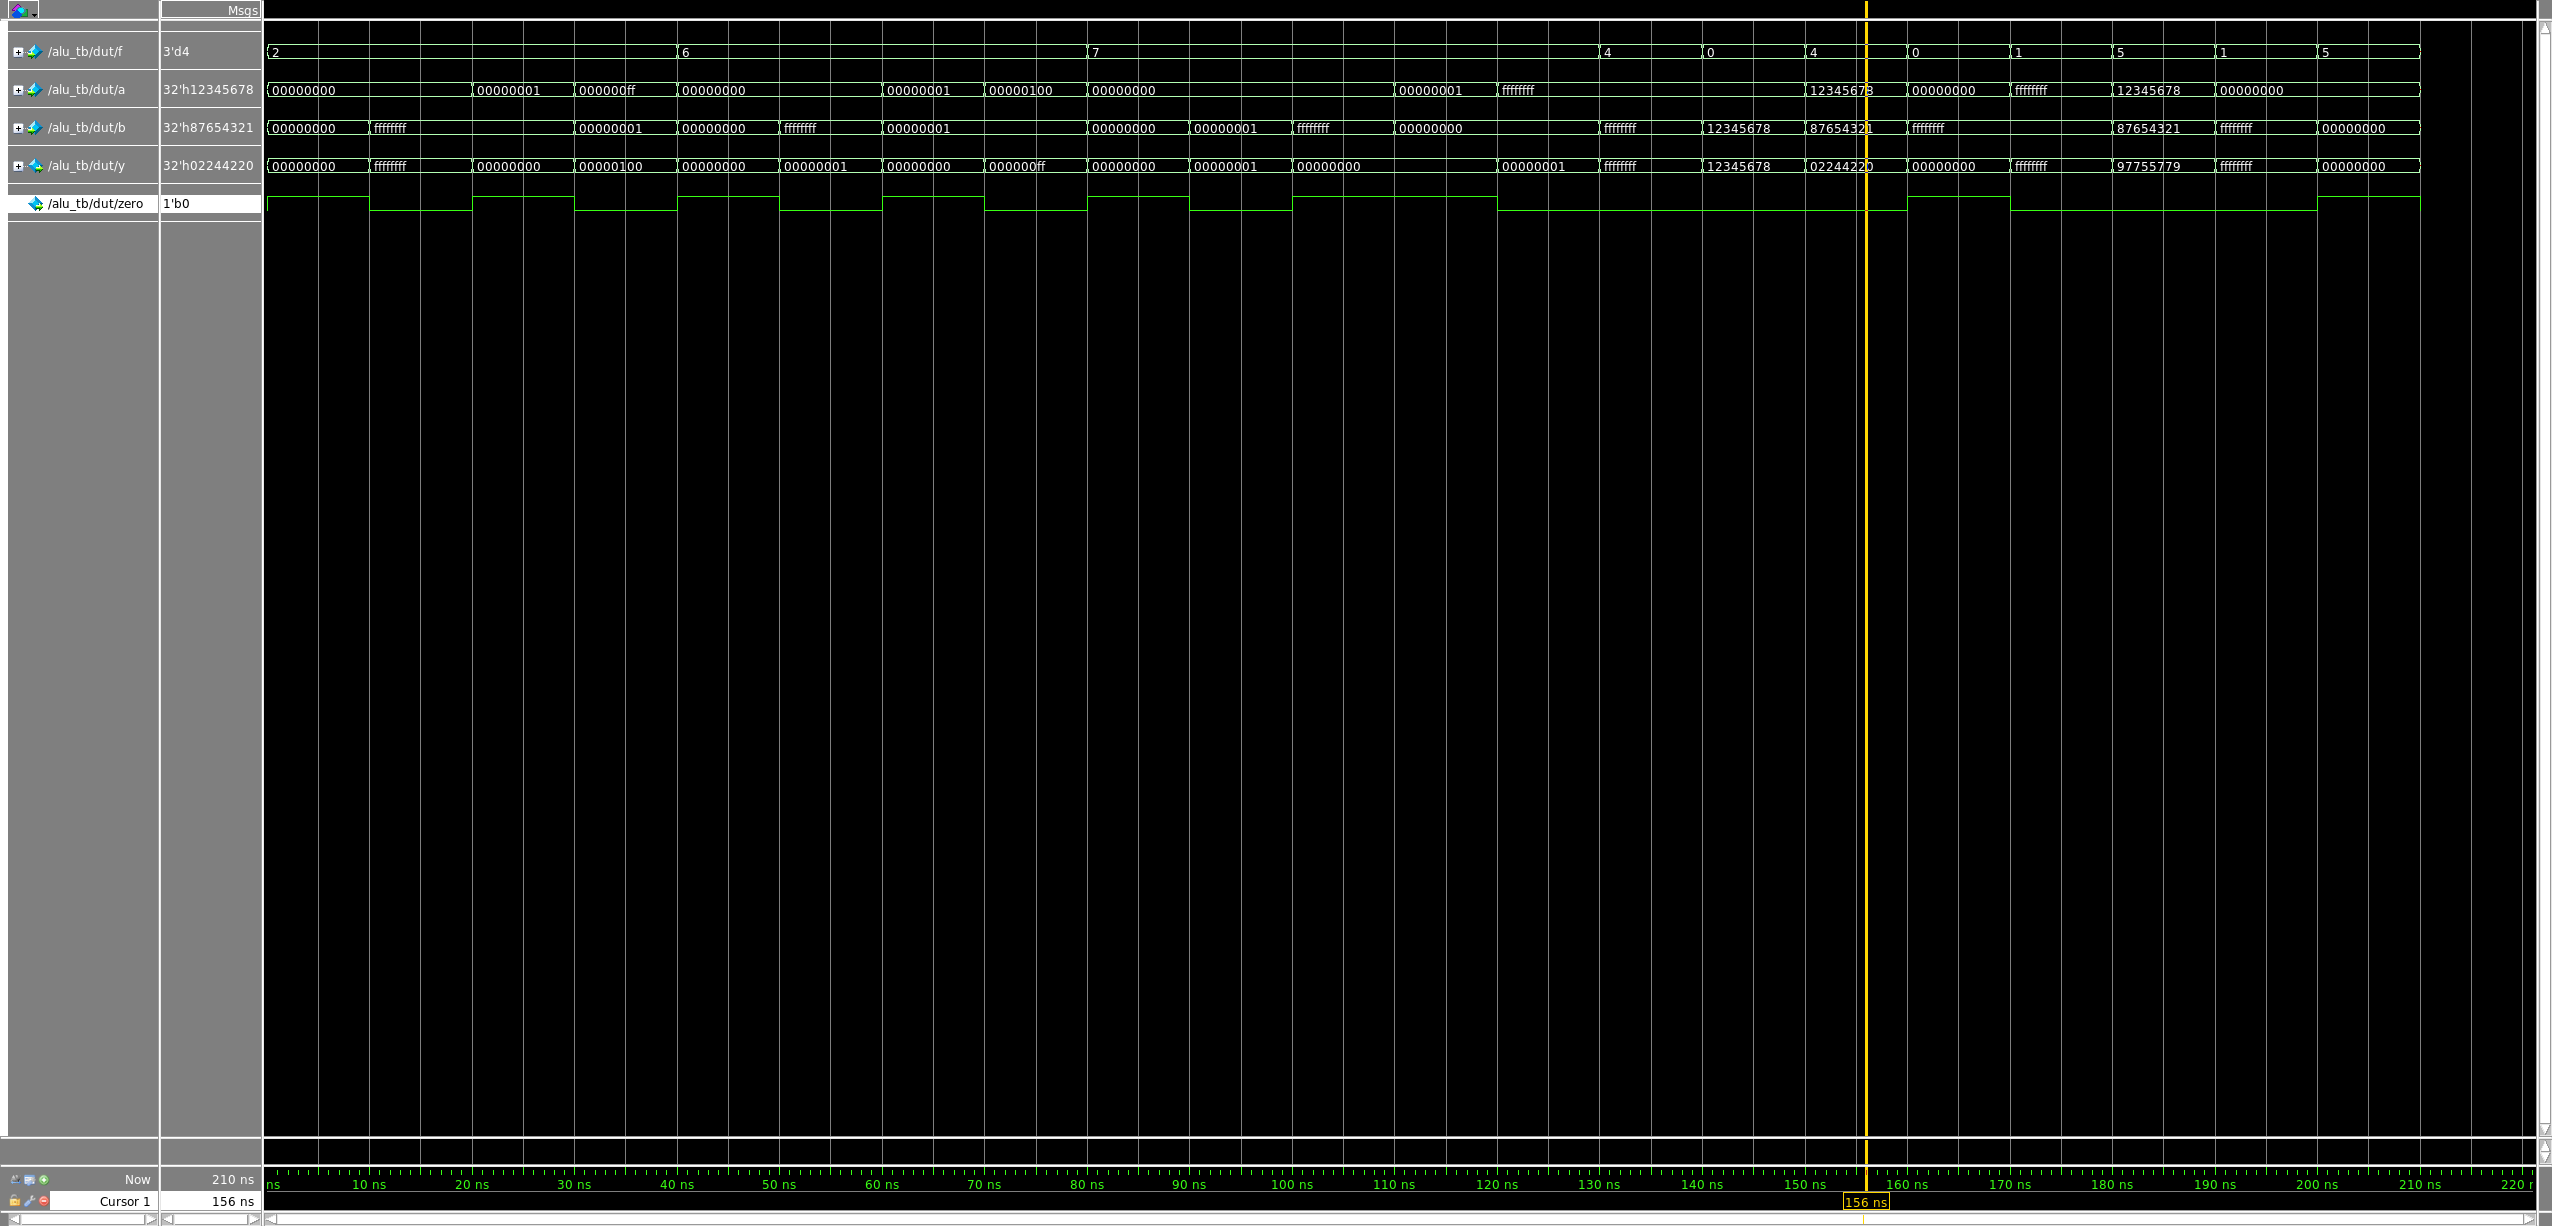 Msgs
/alu_tb/dut/f 3'd4 2 6 7 4 0 4 0 1 5 1 5
/alu_tb/dut/a 32'h12345678 00000000 00000001 000000ff 00000000 00000001 00000100 00000000 00000001 ffffffff 12345678 00000000 ffffffff 12345678 00000000
/alu_tb/dut/b 32'h87654321 00000000 ffffffff 00000001 00000000 ffffffff 00000001 00000000 00000001 ffffffff 00000000 ffffffff 12345678 87654321 ffffffff 87654321 ffffffff 00000000
/alu_tb/dut/y 32'h02244220 00000000 ffffffff 00000000 00000100 00000000 00000001 00000000 000000ff 00000000 00000001 00000000 00000001 ffffffff 12345678 02244220 00000000 ffffffff 97755779 ffffffff 00000000
/alu_tb/dut/zero 1'b0
Now 210 ns ns 10 ns 20 ns 30 ns 40 ns 50 ns 60 ns 70 ns 80 ns 90 ns 100 ns 110 ns 120 ns 130 ns 140 ns 150 ns 160 ns 170 ns 180 ns 190 ns 200 ns 210 ns 220
Cursor 1 156 ns 156 ns